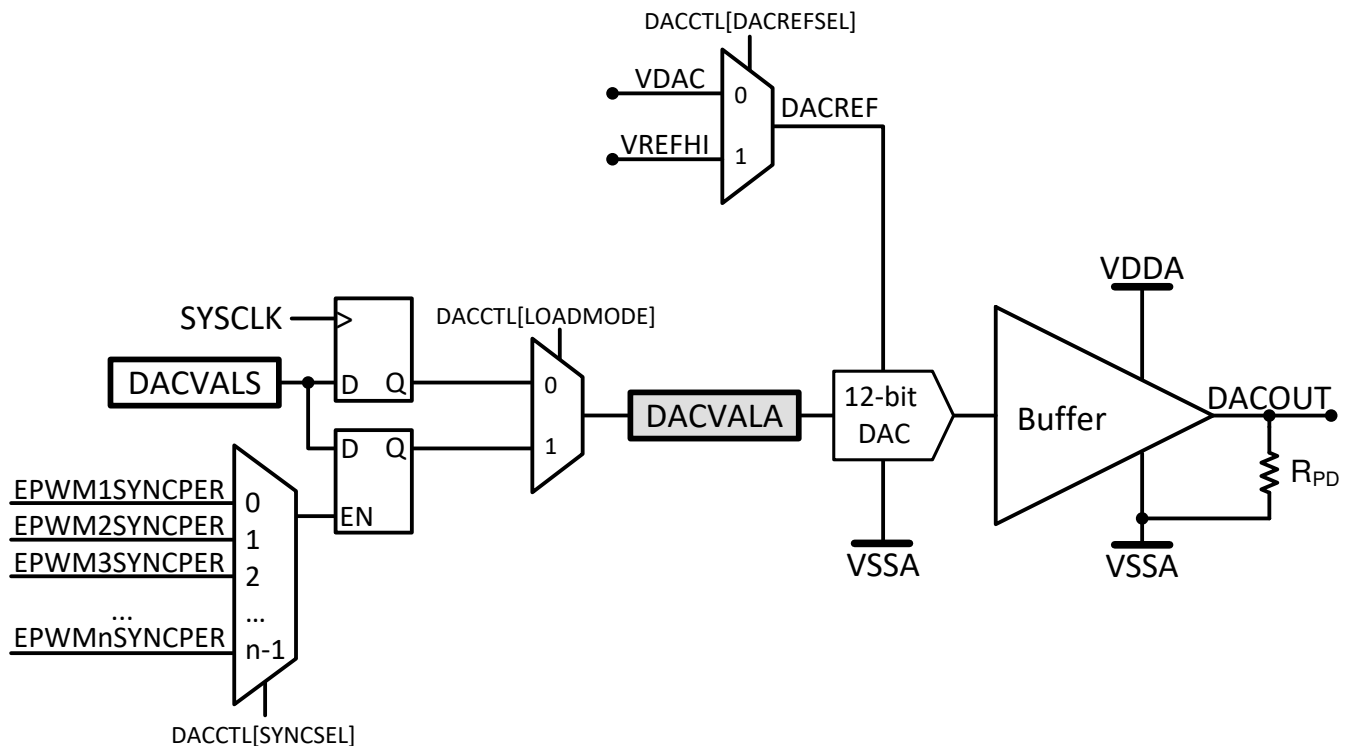 DACCTL[DACREFSEL]
VDAC
0
DACREF
VREFHI
1
VDDA
SYSCLK
>
DACCTL[LOADMODE]
DACVALS
D
Q
0
DACVALA
12-bit
DAC
Buffer
DACOUT
D
Q
1
RPD
EPWM1SYNCPER
0
EN
EPWM2SYNCPER
1
EPWM3SYNCPER
2
VSSA
VSSA
...
...
EPWMnSYNCPER
n-1
DACCTL[SYNCSEL]